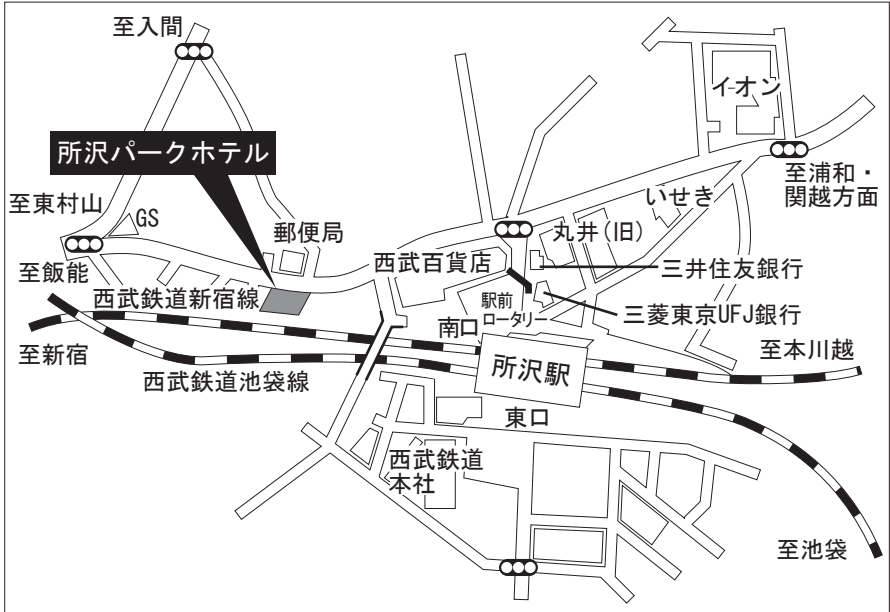 至入間
所沢パークホテル
イオン
至浦和・
関越方面
至東村山
GS
郵便局
いせき
丸井(旧)
西武百貨店
三井住友銀行
至飯能
西武鉄道新宿線
駅前
ロータリー
南口
三菱東京UFJ銀行
至新宿
西武鉄道池袋線
所沢駅
至本川越
東口
西武鉄道
本社
至池袋